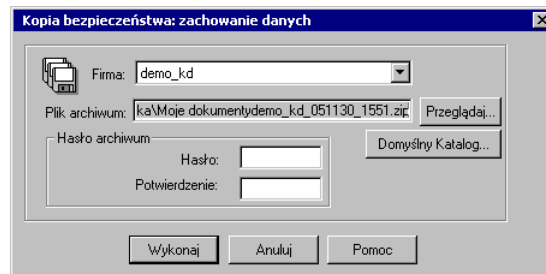 Kopia bezpieczeństwa: zachowanie danych
Firma: demo_kd
Plik archiwum: ka\Moje dokumentydemo_kd_051130_1551.zip Przeglądaj...
Hasło archiwum
Domyślny Katalog...
Hasło:
Potwierdzenie:
Wykonaj Anuluj Pomoc